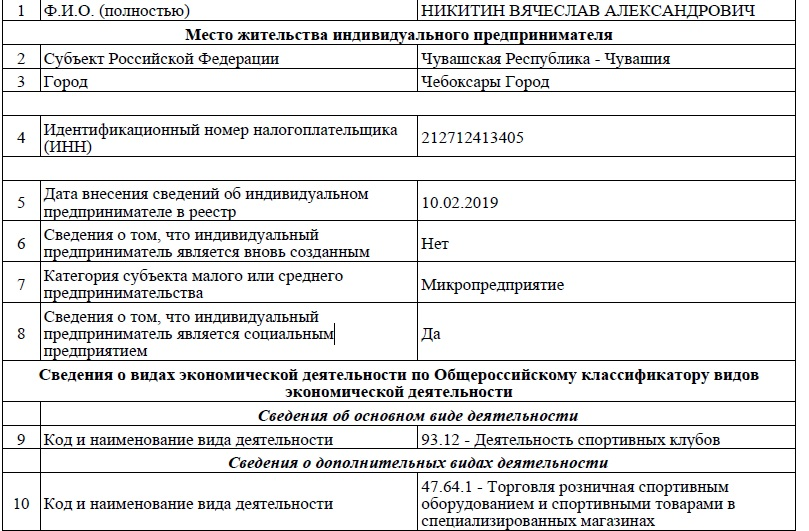 1 Ф.И.О. (полностью) НИКИТИН ВЯЧЕСЛАВ АЛЕКСАНДРОВИЧ
Место жительства индивидуального предпринимателя
2 Субъект Российской Федерации Чувашская Республика - Чувашия
3 Город Чебоксары Город
4 Идентификационный номер налогоплательщика
(ИНН)
212712413405
5 Дата внесения сведений об индивидуальном
предпринимателе в реестр
10.02.2019
6 Сведения о том, что индивидуальный
предприниматель является вновь созданным
Нет
7 Категория субъекта малого или среднего
предпринимательства
Микропредприятие
8 Сведения о том, что индивидуальный
предприниматель является социальным
предприятием
Да
Сведения о видах экономической деятельности по Общероссийскому классификатору видов
экономической деятельности
Сведения об основном виде деятельности
9 Код и наименование вида деятельности 93.12 - Деятельность спортивных клубов
Сведения о дополнительных видах деятельности
10 Код и наименование вида деятельности
47.64.1 - Торговля розничная спортивным
оборудованием и спортивными товарами в
специализированных магазинах